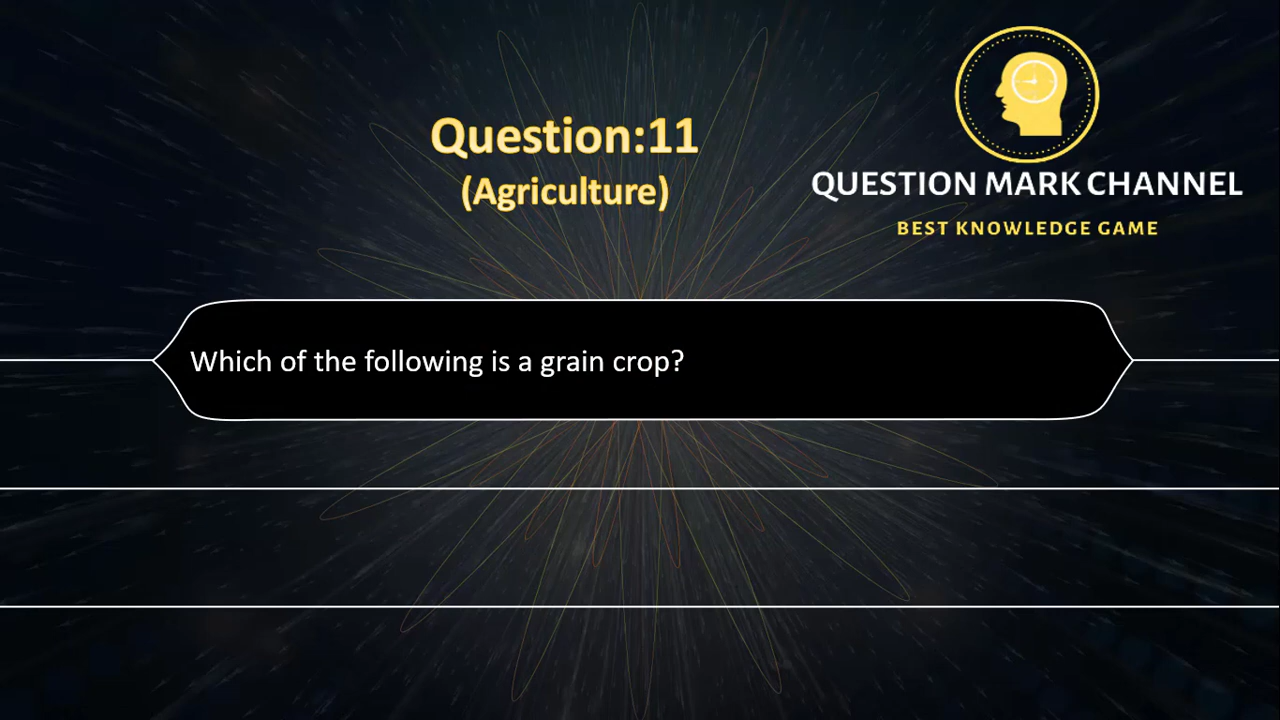 Question:11
(Agriculture)
QUESTION MARK CHANNEL
BEST KNOWLEDGE GAME
Which of the following is a grain crop?